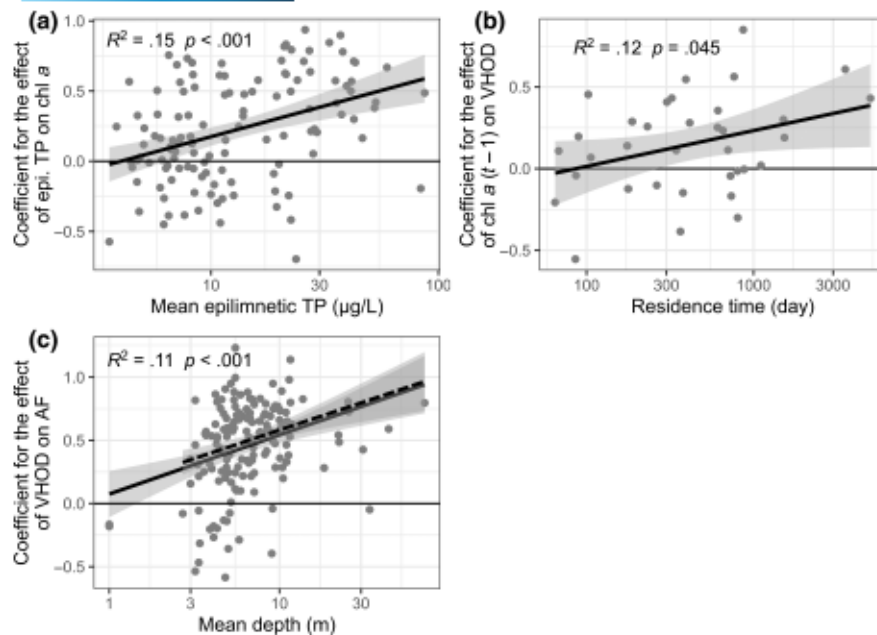 (a)
R² = .15 p < .001
Coefficient for the effect
of epi. TP on chl a
1.0
0.5
0.0
−0.5
10
30
100
Mean epilimnetic TP (µg/L)
(b)
R² = .12 p = .045
Coefficient for the effect
of chl a (t − 1) on VHOD
0.5
0.0
−0.5
100
300
1000
3000
Residence time (day)
(c)
R² = .11 p < .001
Coefficient for the effect
of VHOD on AF
1.0
0.5
0.0
−0.5
1
3
10
30
Mean depth (m)